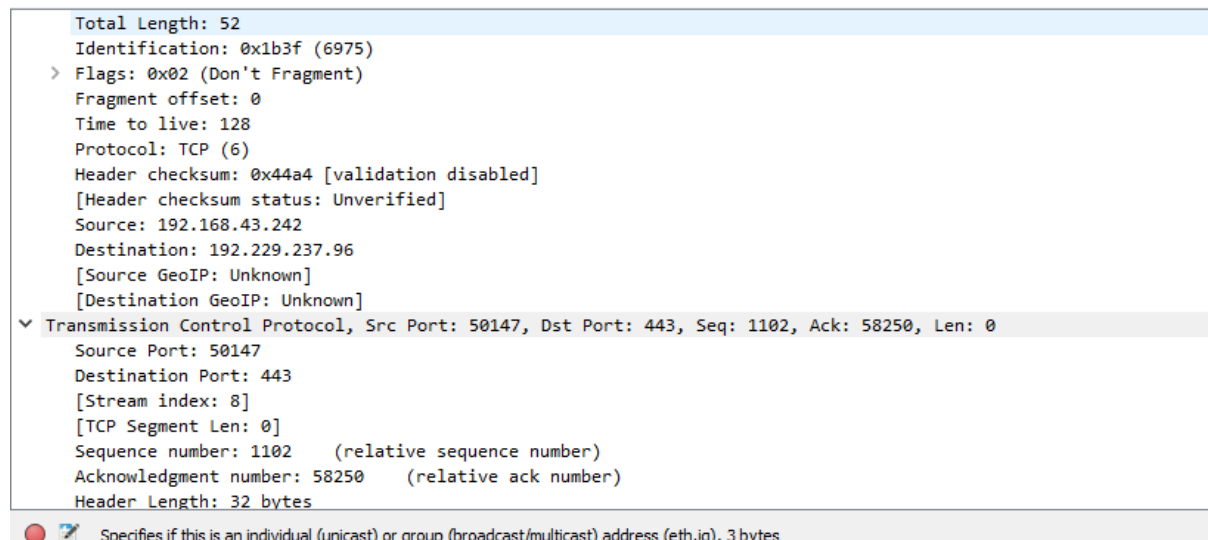 Total Length: 52
Identification: 0x1b3f (6975)
> Flags: 0x02 (Don't Fragment)
Fragment offset: 0
Time to live: 128
Protocol: TCP (6)
Header checksum: 0x44a4 [validation disabled]
[Header checksum status: Unverified]
Source: 192.168.43.242
Destination: 192.229.237.96
[Source GeoIP: Unknown]
[Destination GeoIP: Unknown]
Transmission Control Protocol, Src Port: 50147, Dst Port: 443, Seq: 1102, Ack: 58250, Len: 0
Source Port: 50147
Destination Port: 443
[Stream index: 8]
[TCP Segment Len: 0]
Sequence number: 1102    (relative sequence number)
Acknowledgment number: 58250    (relative ack number)
Header Length: 32 bytes
Specifies if this is an individual (unicast) or group (broadcast/multicast) address (eth.ig), 3 bytes